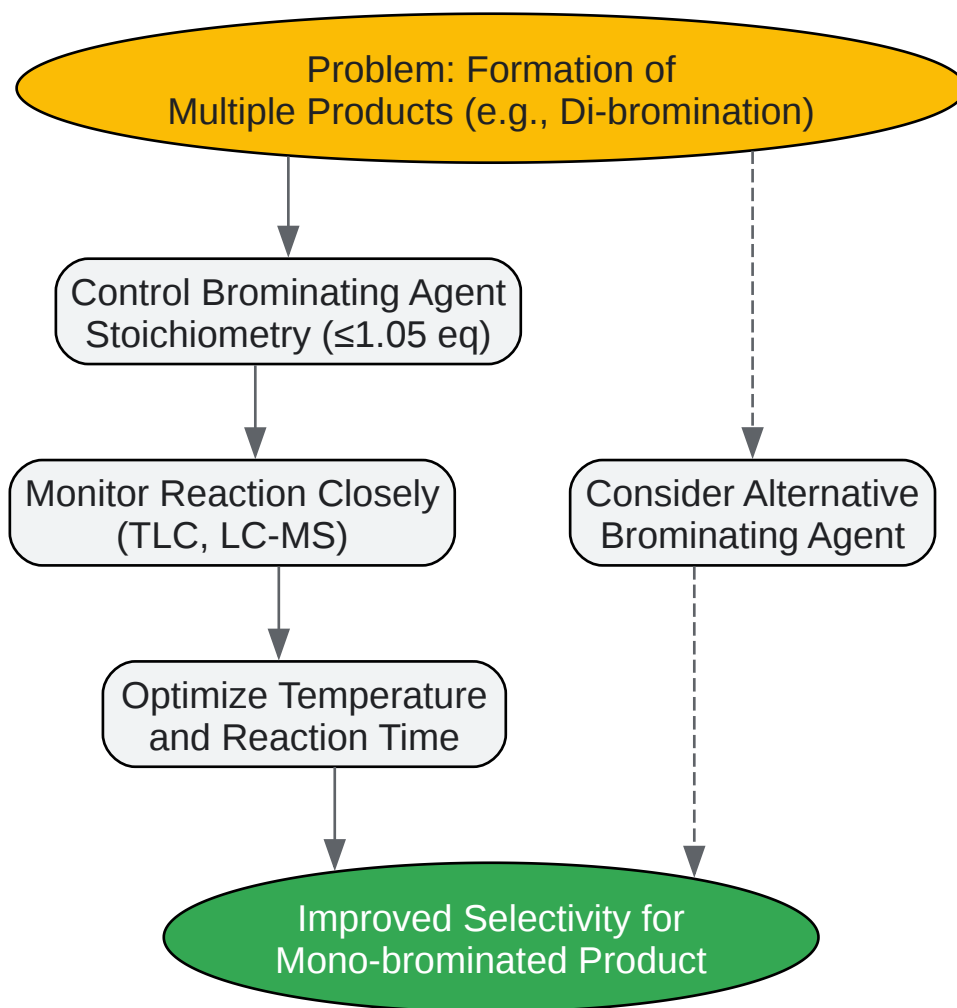 Problem: Formation of
Multiple Products (e.g., Di-bromination)
Control Brominating Agent
Stoichiometry (≤1.05 eq)
Monitor Reaction Closely
(TLC, LC-MS)
Consider Alternative
Brominating Agent
Optimize Temperature
and Reaction Time
Improved Selectivity for
Mono-brominated Product